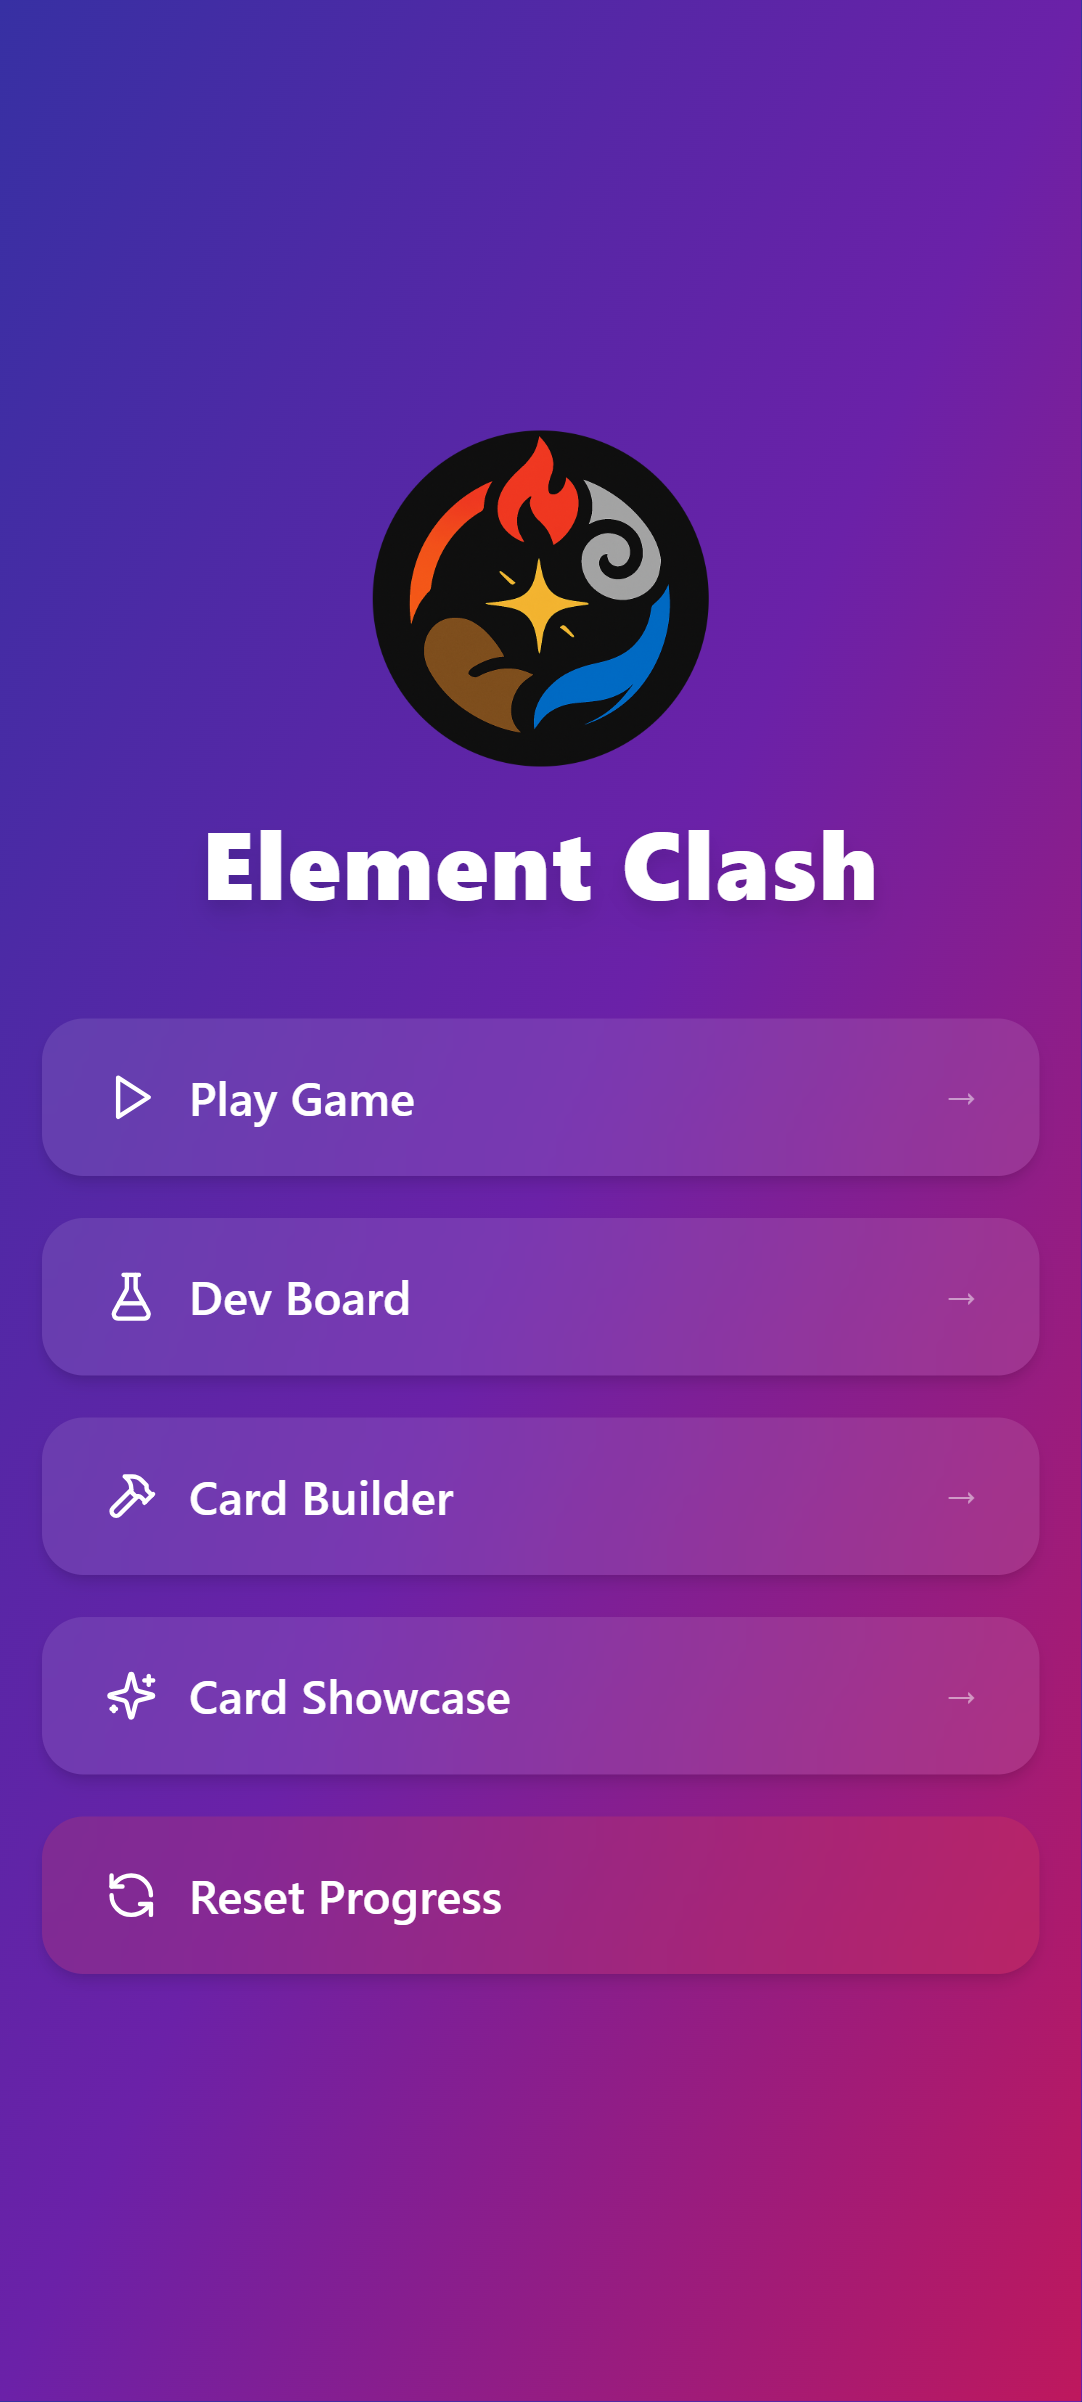 Element Clash
Play Game →
Dev Board →
Card Builder →
Card Showcase →
Reset Progress